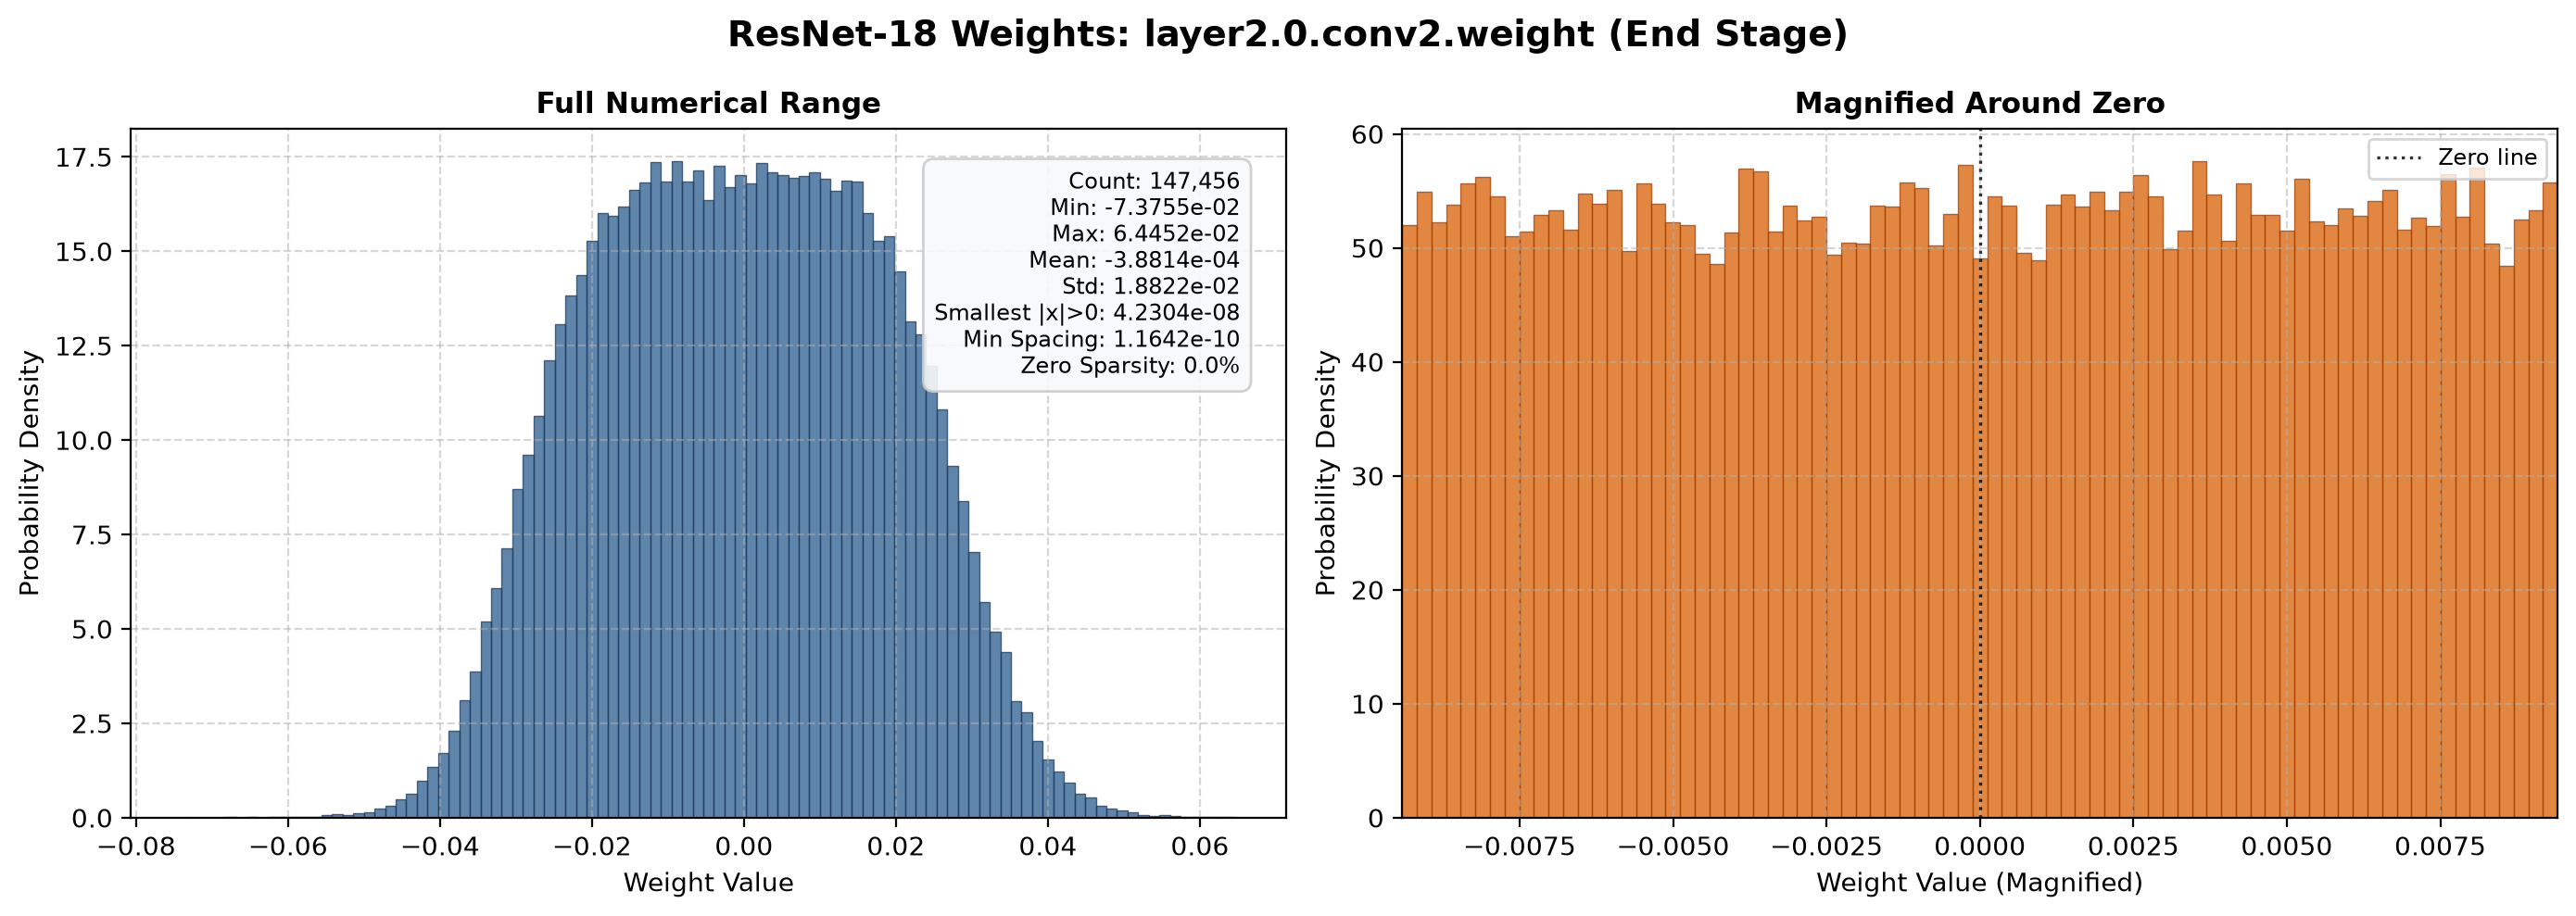 ResNet-18 Weights: layer2.0.conv2.weight (End Stage)
Full Numerical Range
Probability Density
17.5
15.0
12.5
10.0
7.5
5.0
2.5
0.0
Count: 147,456
Min: -7.3755e-02
Max: 6.4452e-02
Mean: -3.8814e-04
Std: 1.8822e-02
Smallest |x|>0: 4.2304e-08
Min Spacing: 1.1642e-10
Zero Sparsity: 0.0%
−0.08 −0.06 −0.04 −0.02 0.00 0.02 0.04 0.06
Weight Value
Magnified Around Zero
Probability Density
60
50
40
30
20
10
0
Zero line
−0.0075 −0.0050 −0.0025 0.0000 0.0025 0.0050 0.0075
Weight Value (Magnified)